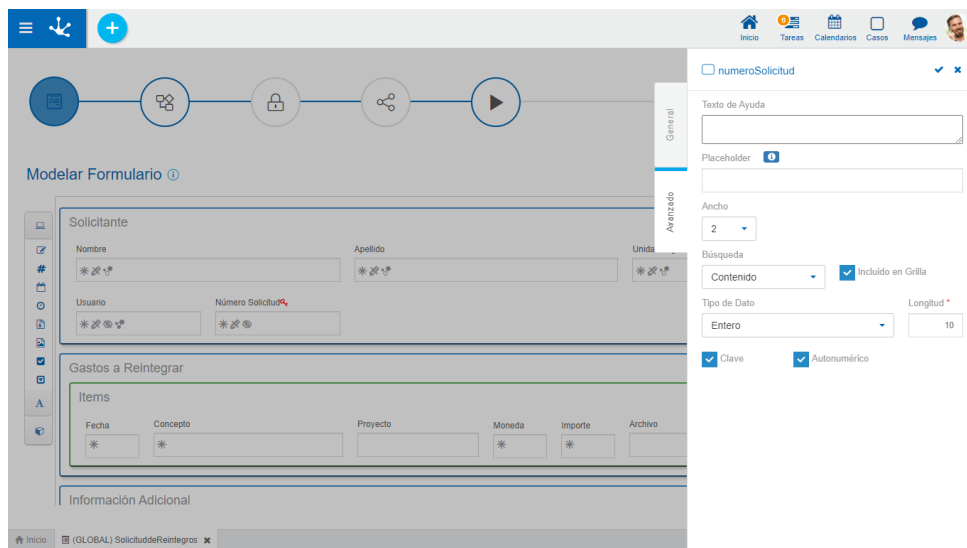 6
Inicio Tareas Calendarios Casos Mensajes
numeroSolicitud
General
Avanzado
Texto de Ayuda
Placeholder
Ancho
2
Búsqueda
Contenido
Incluido en Grilla
Tipo de Dato Longitud *
Entero 10
Clave Autonumérico
Modelar Formulario
Solicitante
Nombre Apellido
Usuario Número Solicitud
Gastos a Reintegrar
Items
Fecha Concepto Proyecto Moneda Importe Archivo
Información Adicional
Inicio (GLOBAL) SolicituddeReintegros